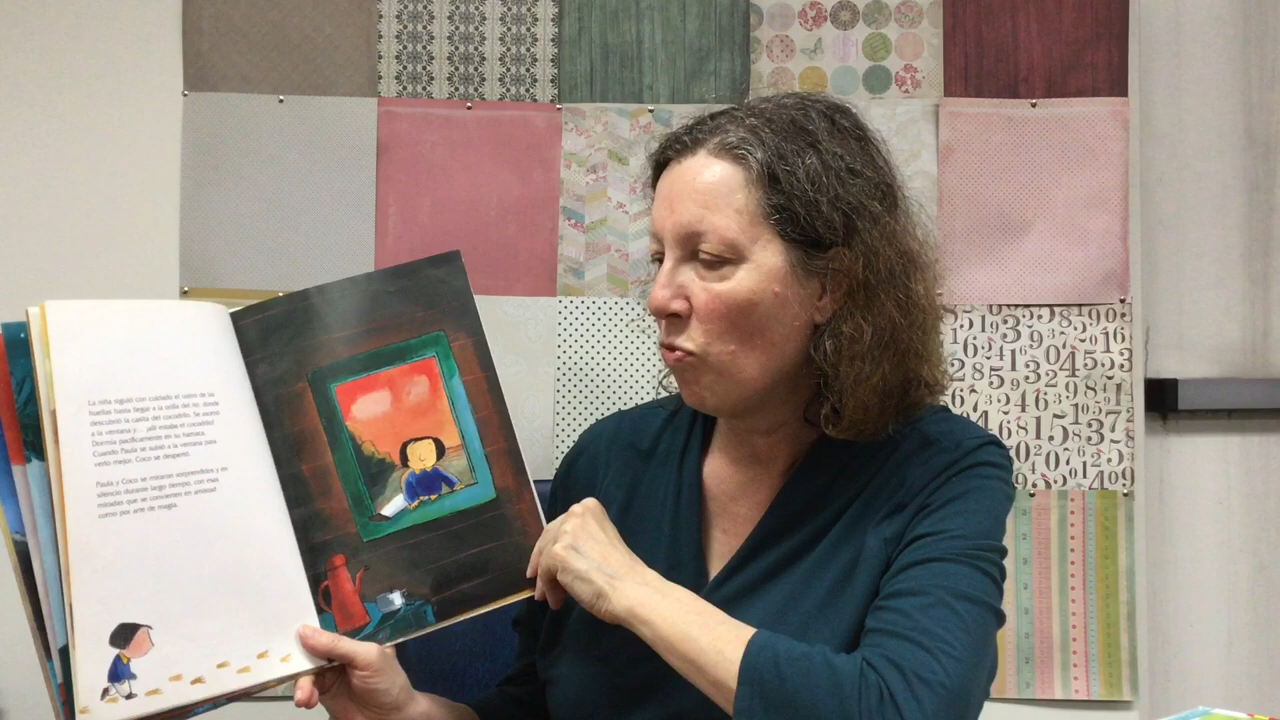 La niña siguió con cuidado el rastro de las
huellas hasta llegar a la orilla del río, donde
descubrió la casita del cocodrilo. Se asomó
a la ventana y... ¡allí estaba el cocodrilo!
Dormía pacíficamente en su hamaca.
Cuando Paula se subió a la ventana para
verlo mejor, Coco se despertó.
Paula y Coco se miraron sorprendidos y en
silencio durante largo tiempo, con esas
miradas que se convierten en amistad
como por arte de magia.